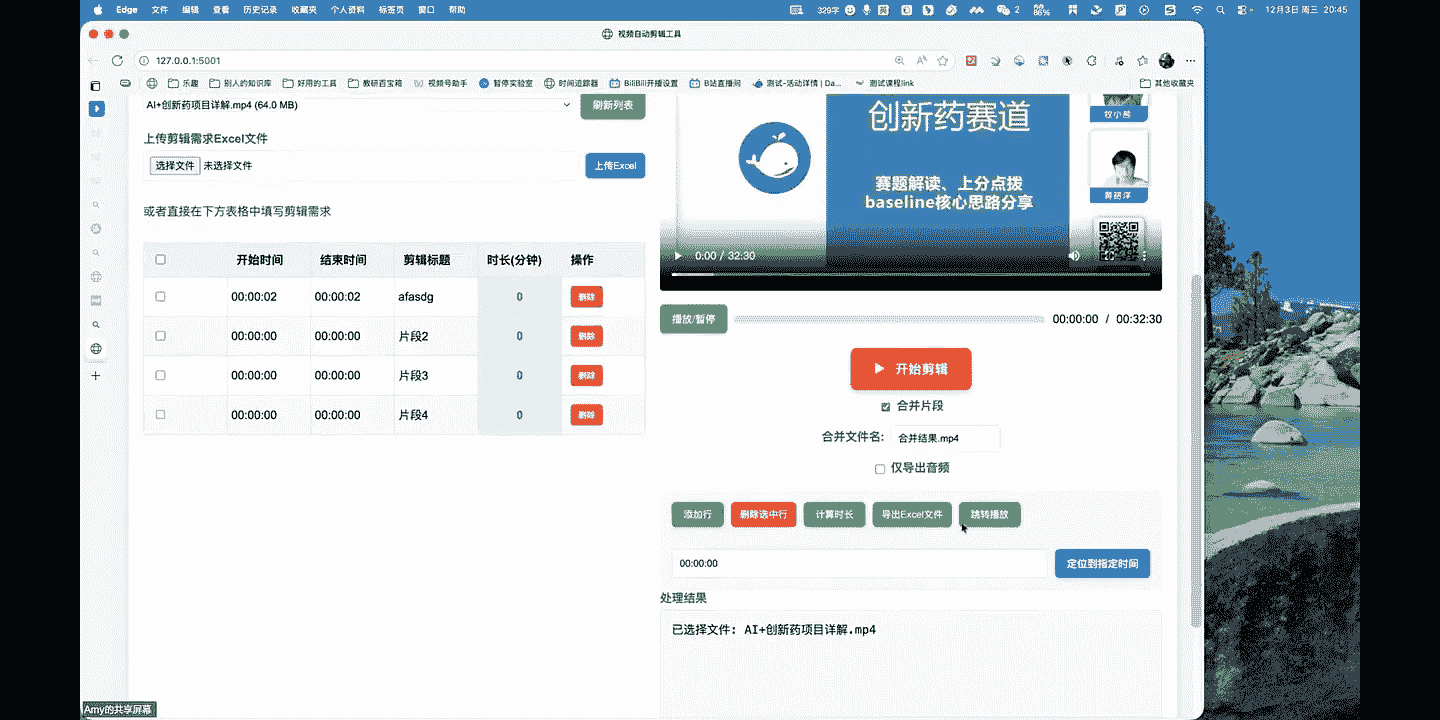 Edge 文件 编辑 查看 历史记录 收藏夹 个人资料 标签页 窗口 帮助 329字 英 2 86% 12月3日 周三 20:45
视频自动剪辑工具
127.0.0.1:5001
乐趣 别人的知识库 好用的工具 教研百宝箱 视频号助手 暂停实验室 时间追踪器 BiliBili开播设置 B站直播间 测试-活动详情 | Da... 测试课程link 其他收藏夹
AI+创新药项目详解.mp4 (64.0 MB) 刷新列表
上传剪辑需求Excel文件
选择文件 未选择文件 上传Excel
或者直接在下方表格中填写剪辑需求
开始时间 结束时间 剪辑标题 时长(分钟) 操作
00:00:02 00:00:02 afasdg 0 删除
00:00:00 00:00:00 片段2 0 删除
00:00:00 00:00:00 片段3 0 删除
00:00:00 00:00:00 片段4 0 删除
创新药赛道
赛题解读、上分点拨
baseline核心思路分享
牧小熊
0:00 / 32:30
播放/暂停 00:00:00 / 00:32:30
开始剪辑
合并片段
合并文件名: 合并结果.mp4
仅导出音频
添加行 删除选中行 计算时长 导出Excel文件 跳转播放
00:00:00 定位到指定时间
处理结果
已选择文件: AI+创新药项目详解.mp4
Amy的共享屏幕